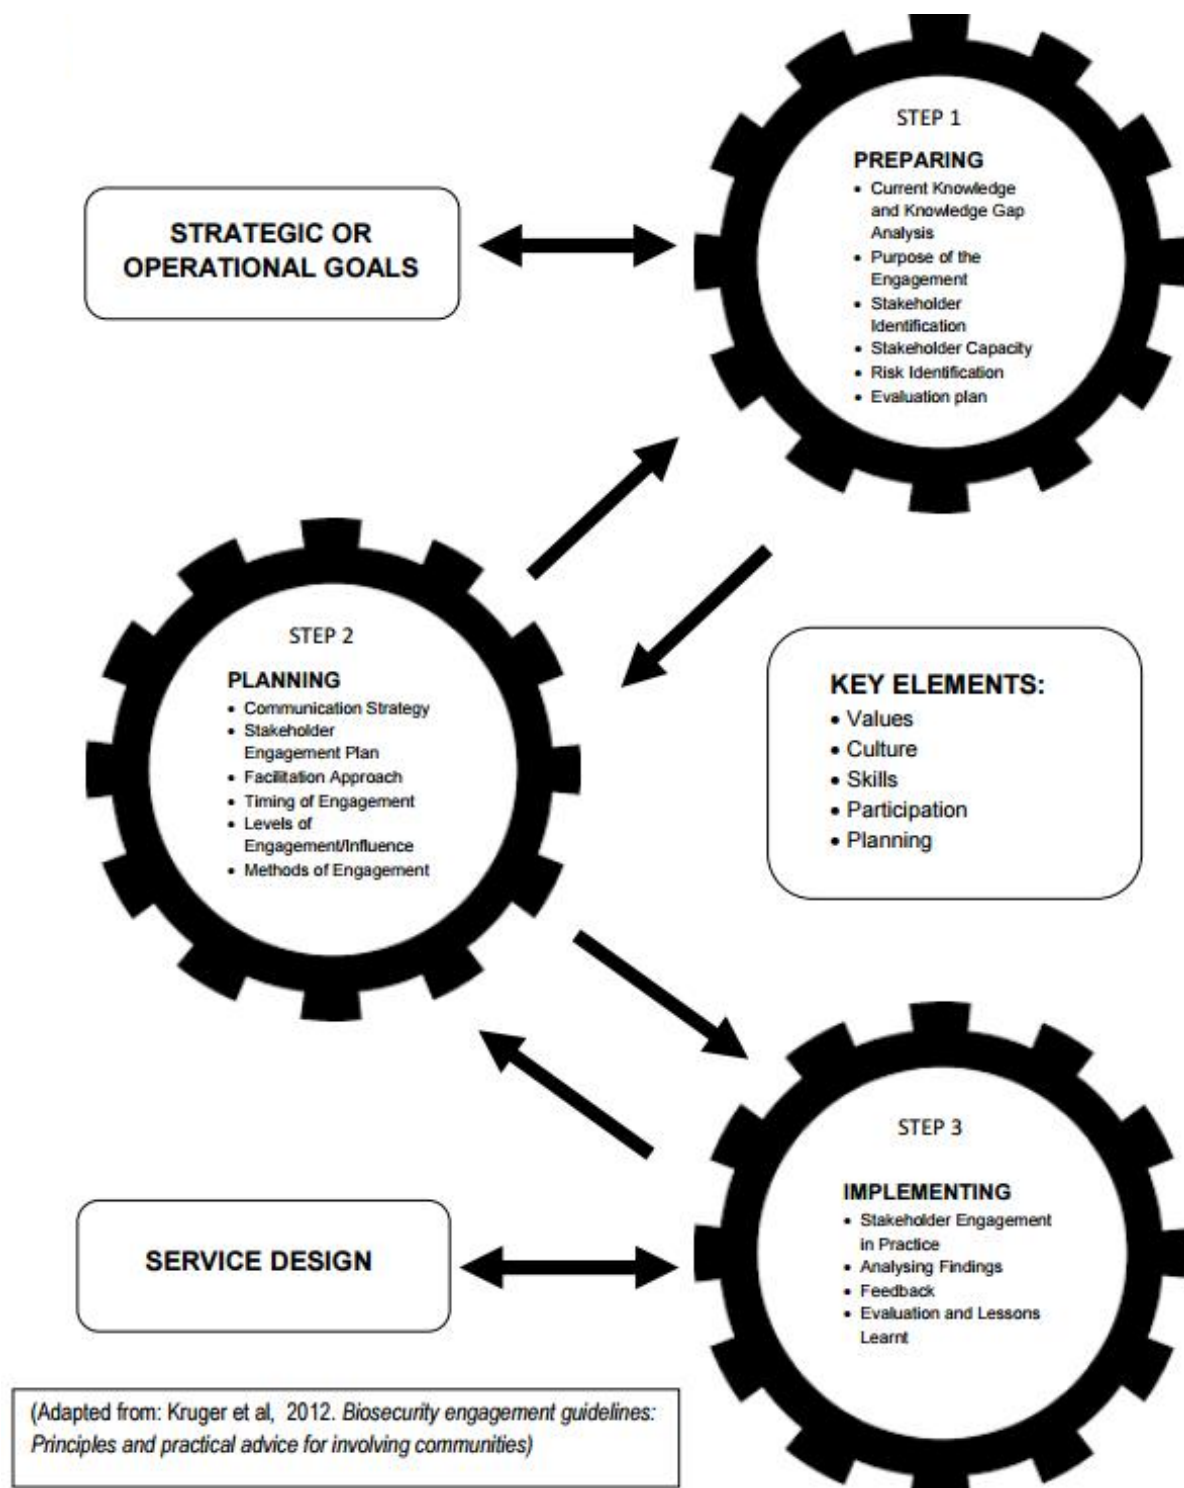 STEP 1
PREPARING
• Current Knowledge
and Knowledge Gap
Analysis
• Purpose of the
Engagement
• Stakeholder
Identification
• Stakeholder Capacity
• Risk Identification
• Evaluation plan
STRATEGIC OR
OPERATIONAL GOALS
STEP 2
PLANNING
• Communication Strategy
• Stakeholder
Engagement Plan
• Facilitation Approach
• Timing of Engagement
• Levels of
Engagement/Influence
• Methods of Engagement
KEY ELEMENTS:
• Values
• Culture
• Skills
• Participation
• Planning
STEP 3
IMPLEMENTING
• Stakeholder Engagement
in Practice
• Analysing Findings
• Feedback
• Evaluation and Lessons
Learnt
SERVICE DESIGN
(Adapted from: Kruger et al, 2012. Biosecurity engagement guidelines:
Principles and practical advice for involving communities)